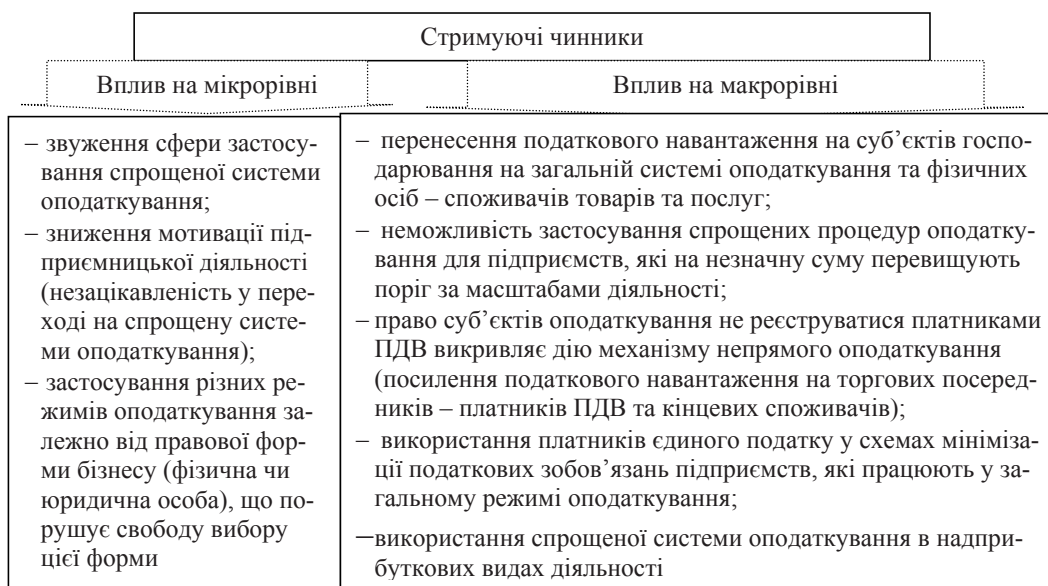 Стримуючі чинники
Вплив на мікрорівні
Вплив на макрорівні
– звуження сфери застосу-
вання спрощеної системи
оподаткування;
– зниження мотивації під-
приємницької діяльності
(незацікавленість у пере-
ході на спрощену систе-
ми оподаткування);
– застосування різних ре-
жимів оподаткування за-
лежно від правової фор-
ми бізнесу (фізична чи
юридична особа), що по-
рушує свободу вибору
цієї форми
– перенесення податкового навантаження на суб’єктів госпо-
дарювання на загальній системі оподаткування та фізичних
осіб – споживачів товарів та послуг;
– неможливість застосування спрощених процедур оподатку-
вання для підприємств, які на незначну суму перевищують
поріг за масштабами діяльності;
– право суб’єктів оподаткування не реєструватися платниками
ПДВ викривляє дію механізму непрямого оподаткування
(посилення податкового навантаження на торгових посеред-
ників – платників ПДВ та кінцевих споживачів);
– використання платників єдиного податку у схемах мініміза-
ції податкових зобов’язань підприємств, які працюють у за-
гальному режимі оподаткування;
–використання спрощеної системи оподаткування в надпри-
буткових видах діяльності